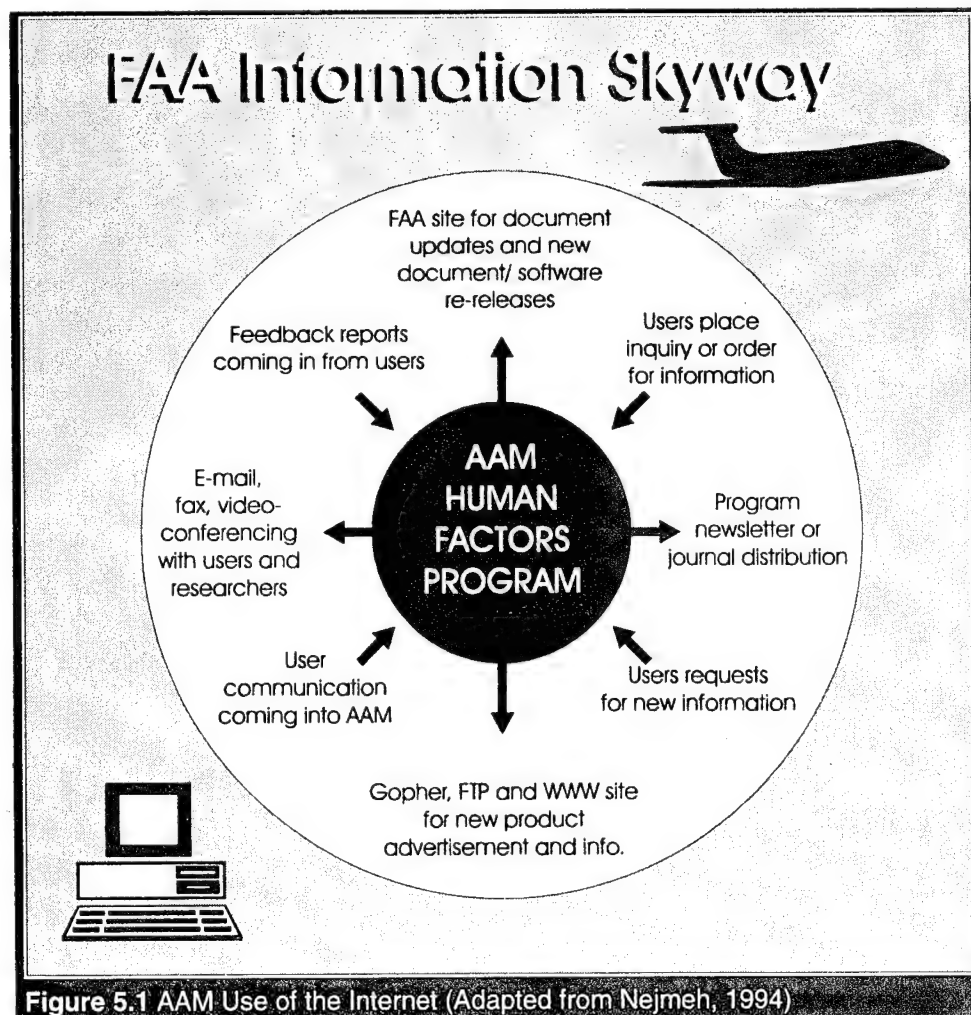 FAA Information Skyway
FAA site for document
updates and new
document/ software
re-releases
Feedback reports
coming in from users
Users place
inquiry or order
for information
E-mail,
fax, video-
conferencing
with users and
researchers
AAM
HUMAN
FACTORS
PROGRAM
Program
newsletter or
journal distribution
User
communication
coming into AAM
Users requests
for new information
Gopher, FTP and WWW site
for new product
advertisement and info.
Figure 5.1 AAM Use of the Internet (Adapted from Nejmeh, 1994)